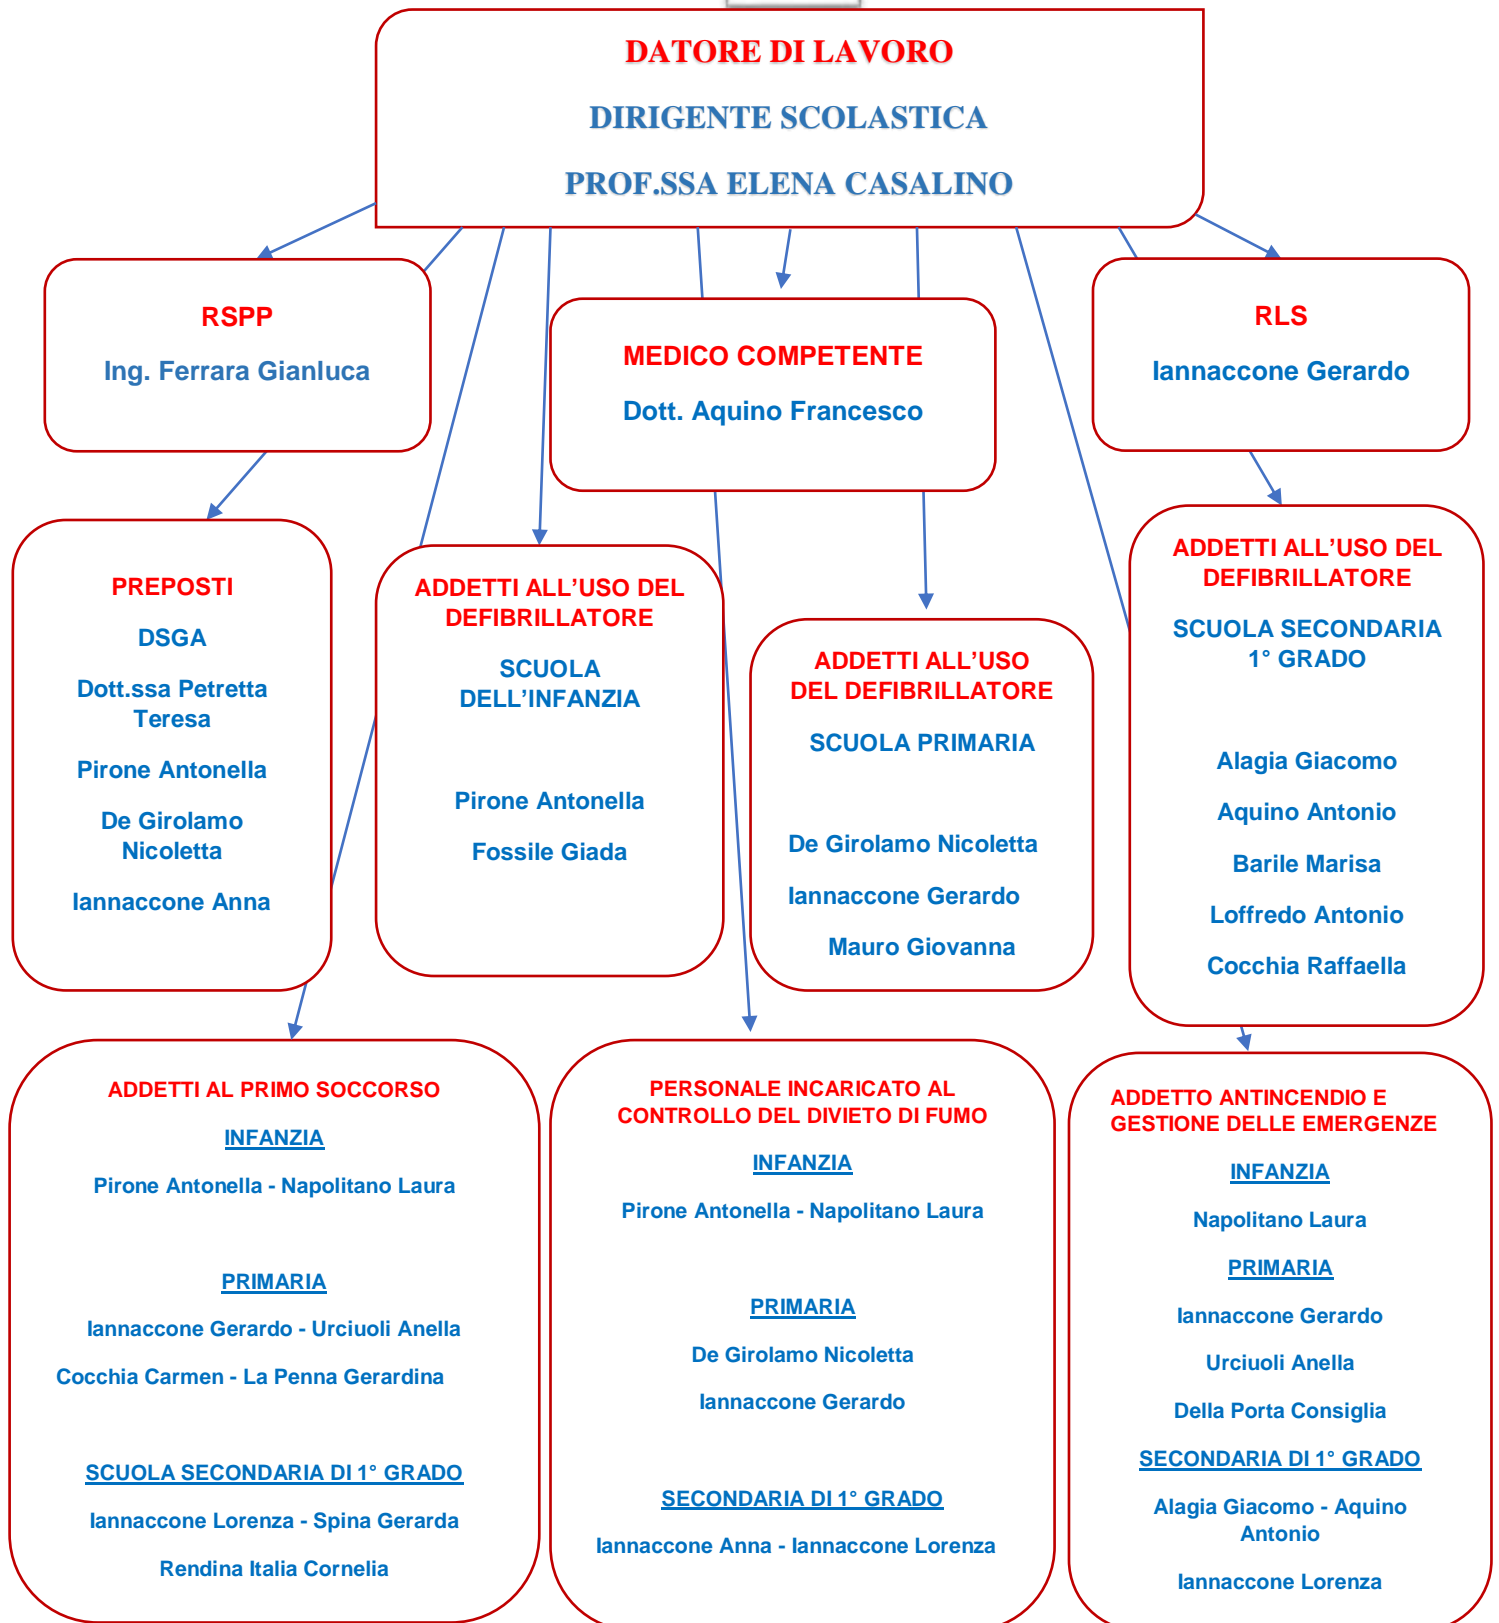 DATORE DI LAVORO
DIRIGENTE SCOLASTICA
PROF.SSA ELENA CASALINO
RSPP
Ing. Ferrara Gianluca
MEDICO COMPETENTE
Dott. Aquino Francesco
RLS
Iannaccone Gerardo
PREPOSTI
DSGA
Dott.ssa Petretta
Teresa
Pirone Antonella
De Girolamo
Nicoletta
Iannaccone Anna
ADDETTI ALL’USO DEL
DEFIBRILLATORE
SCUOLA
DELL’INFANZIA
Pirone Antonella
Fossile Giada
ADDETTI ALL’USO
DEL DEFIBRILLATORE
SCUOLA PRIMARIA
De Girolamo Nicoletta
Iannaccone Gerardo
Mauro Giovanna
ADDETTI ALL’USO DEL
DEFIBRILLATORE
SCUOLA SECONDARIA
1° GRADO
Alagia Giacomo
Aquino Antonio
Barile Marisa
Loffredo Antonio
Cocchia Raffaella
ADDETTI AL PRIMO SOCCORSO
INFANZIA
Pirone Antonella - Napolitano Laura
PRIMARIA
Iannaccone Gerardo - Urciuoli Anella
Cocchia Carmen - La Penna Gerardina
SCUOLA SECONDARIA DI 1° GRADO
Iannaccone Lorenza - Spina Gerarda
Rendina Italia Cornelia
PERSONALE INCARICATO AL
CONTROLLO DEL DIVIETO DI FUMO
INFANZIA
Pirone Antonella - Napolitano Laura
PRIMARIA
De Girolamo Nicoletta
Iannaccone Gerardo
SECONDARIA DI 1° GRADO
Iannaccone Anna - Iannaccone Lorenza
ADDETTO ANTINCENDIO E
GESTIONE DELLE EMERGENZE
INFANZIA
Napolitano Laura
PRIMARIA
Iannaccone Gerardo
Urciuoli Anella
Della Porta Consiglia
SECONDARIA DI 1° GRADO
Alagia Giacomo - Aquino
Antonio
Iannaccone Lorenza